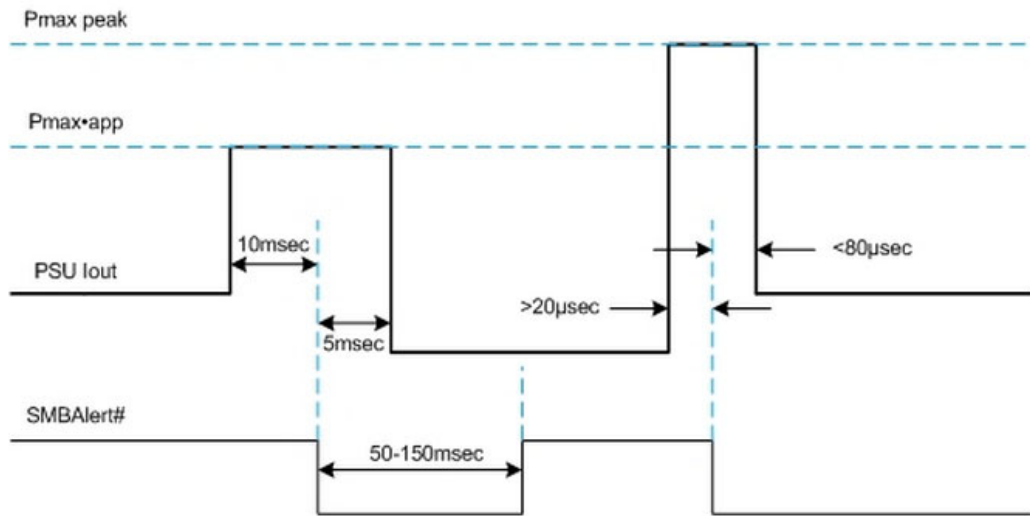 Pmax peak
Pmax•app
10msec
<80µsec
PSU Iout
>20µsec
5msec
SMBAlert#
50-150msec